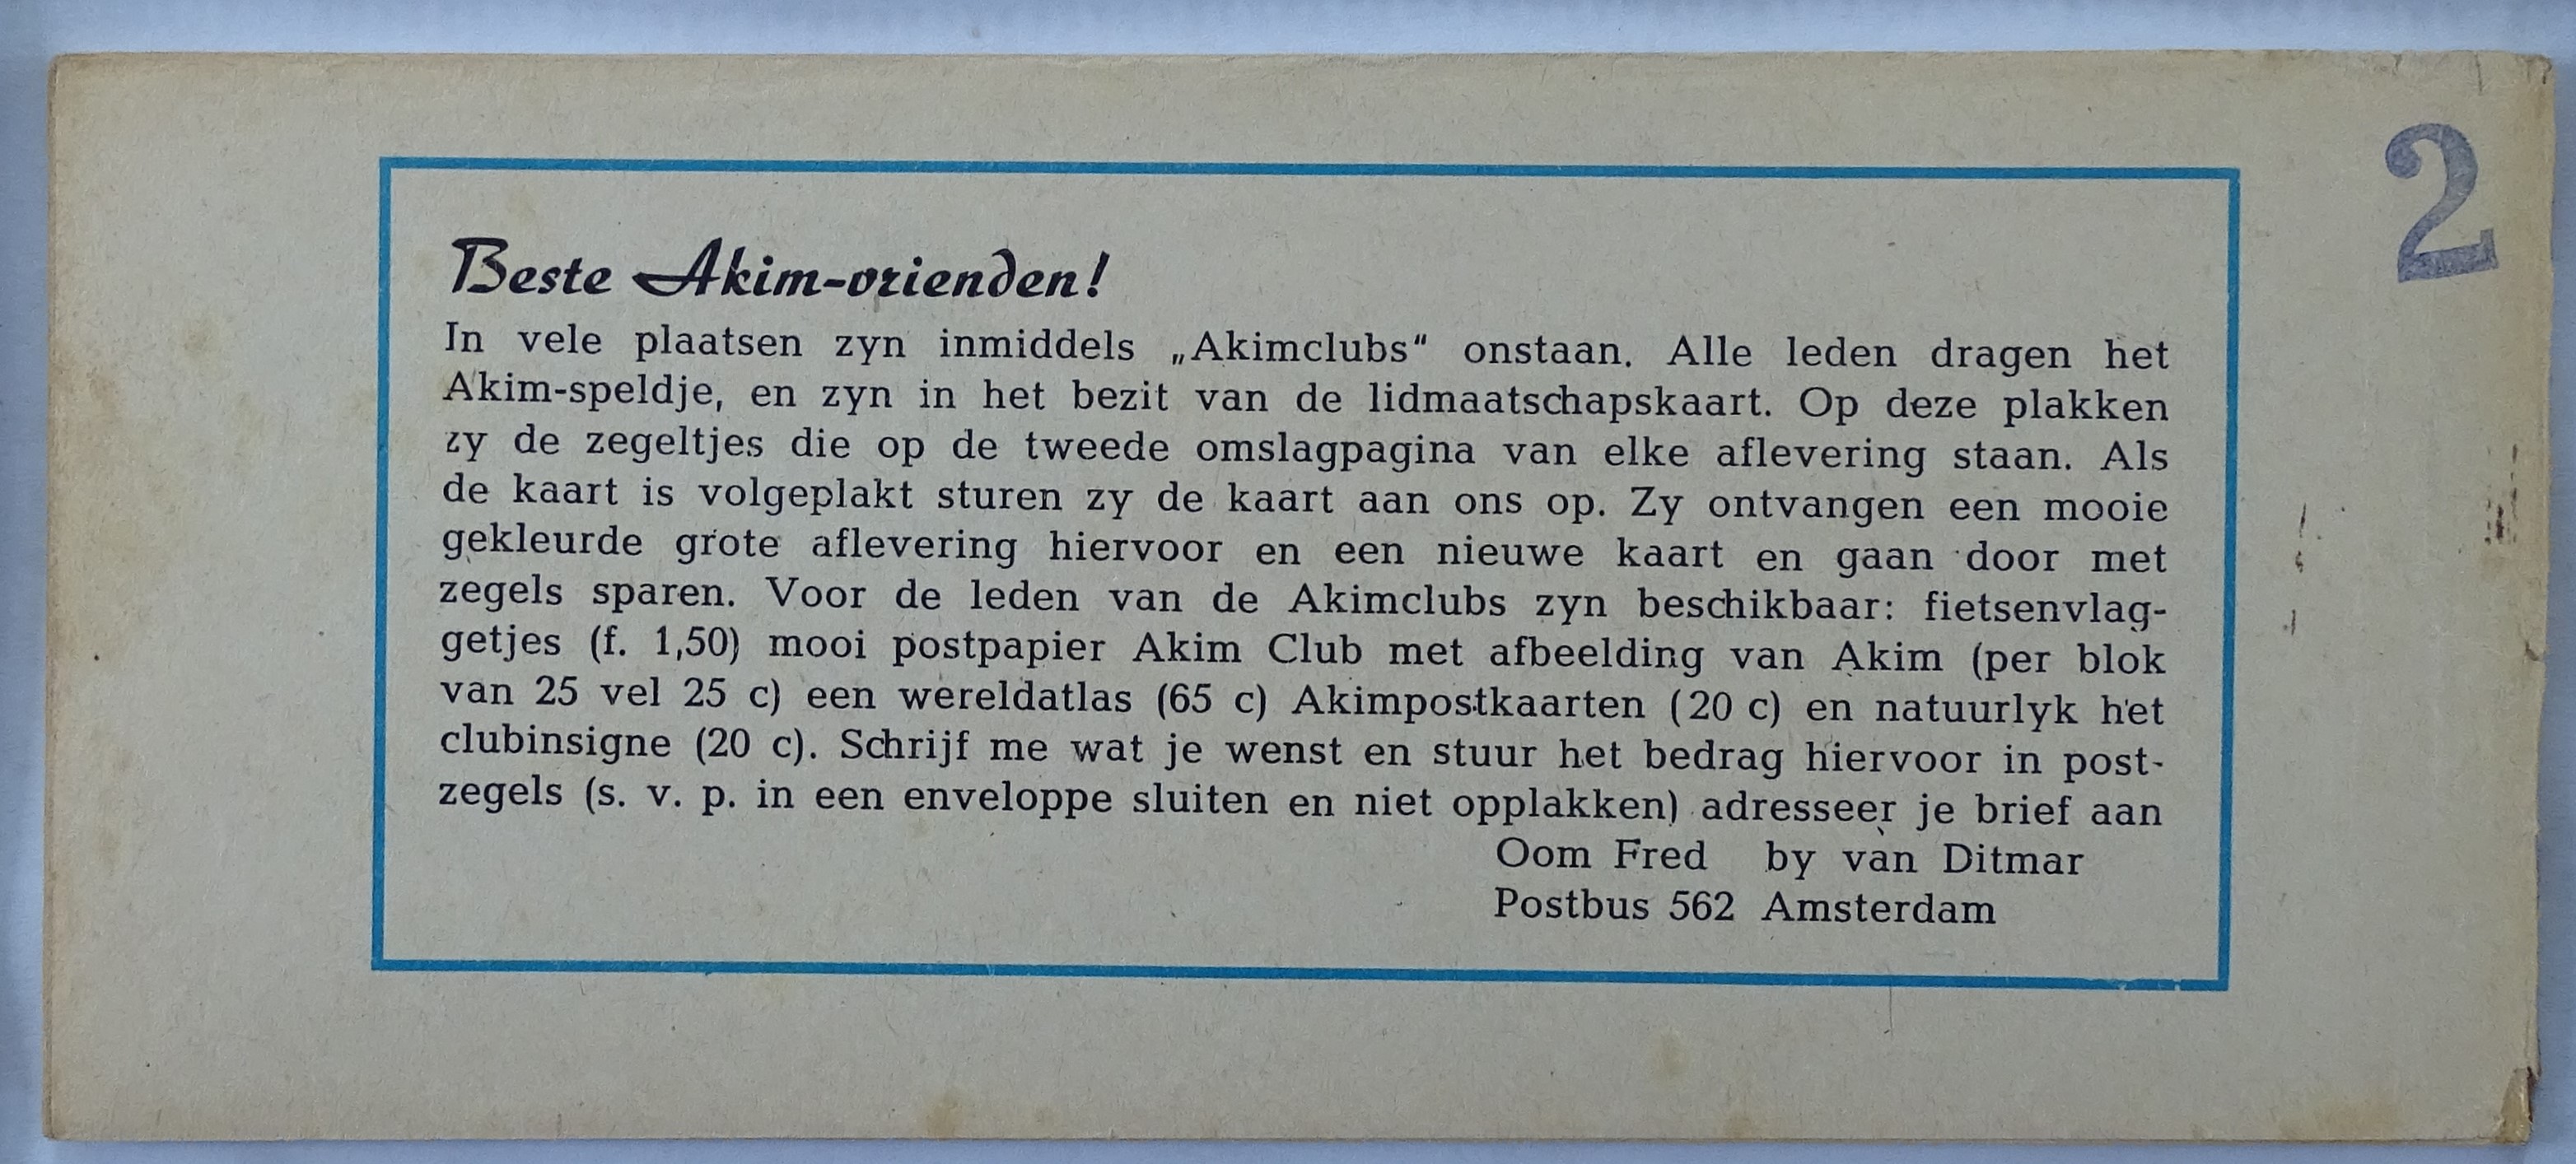 2
Beste Akim-vrienden!
In vele plaatsen zyn inmiddels „Akimclubs“ onstaan. Alle leden dragen het
Akim-speldje, en zyn in het bezit van de lidmaatschapskaart. Op deze plakken
zy de zegeltjes die op de tweede omslagpagina van elke aflevering staan. Als
de kaart is volgeplakt sturen zy de kaart aan ons op. Zy ontvangen een mooie
gekleurde grote aflevering hiervoor en een nieuwe kaart en gaan door met
zegels sparen. Voor de leden van de Akimclubs zyn beschikbaar: fietsenvlag-
getjes (f. 1,50) mooi postpapier Akim Club met afbeelding van Akim (per blok
van 25 vel 25 c) een wereldatlas (65 c) Akimpostkaarten (20 c) en natuurlyk het
clubinsigne (20 c). Schrijf me wat je wenst en stuur het bedrag hiervoor in post-
zegels (s. v. p. in een enveloppe sluiten en niet opplakken) adresseer je brief aan
Oom Fred by van Ditmar
Postbus 562 Amsterdam